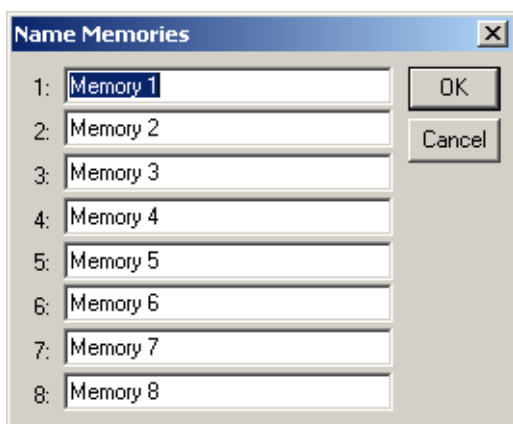 Name Memories
1: Memory 1 OK
2: Memory 2 Cancel
3: Memory 3
4: Memory 4
5: Memory 5
6: Memory 6
7: Memory 7
8: Memory 8